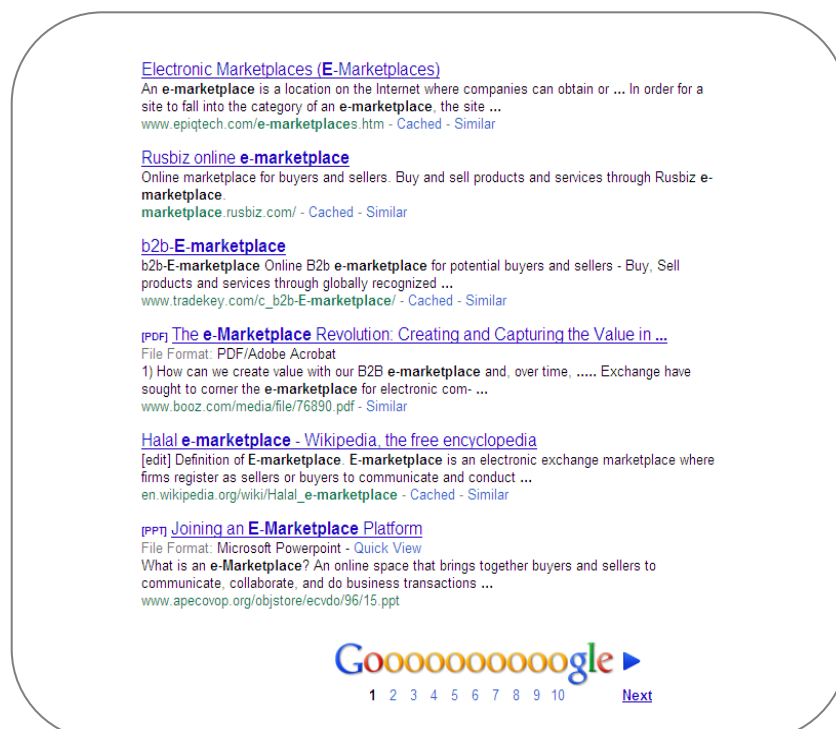 Electronic Marketplaces (E-Marketplaces)
An e-marketplace is a location on the Internet where companies can obtain or ... In order for a
site to fall into the category of an e-marketplace, the site ...
www.epiqtech.com/e-marketplaces.htm - Cached - Similar
Rusbiz online e-marketplace
Online marketplace for buyers and sellers. Buy and sell products and services through Rusbiz e-
marketplace.
marketplace.rusbiz.com/ - Cached - Similar
b2b-E-marketplace
b2b-E-marketplace Online B2b e-marketplace for potential buyers and sellers - Buy, Sell
products and services through globally recognized ...
www.tradekey.com/c_b2b-E-marketplace/ - Cached - Similar
[PDF] The e-Marketplace Revolution: Creating and Capturing the Value in ...
File Format: PDF/Adobe Acrobat
1) How can we create value with our B2B e-marketplace and, over time, ..... Exchange have
sought to corner the e-marketplace for electronic com- ...
www.booz.com/media/file/76890.pdf - Similar
Halal e-marketplace - Wikipedia, the free encyclopedia
[edit] Definition of E-marketplace. E-marketplace is an electronic exchange marketplace where
firms register as sellers or buyers to communicate and conduct ...
en.wikipedia.org/wiki/Halal_e-marketplace - Cached - Similar
[PPT] Joining an E-Marketplace Platform
File Format: Microsoft Powerpoint - Quick View
What is an e-Marketplace? An online space that brings together buyers and sellers to
communicate, collaborate, and do business transactions ...
www.apecovop.org/objstore/ecvdo/96/15.ppt
Goooooooooogle
1 2 3 4 5 6 7 8 9 10 Next